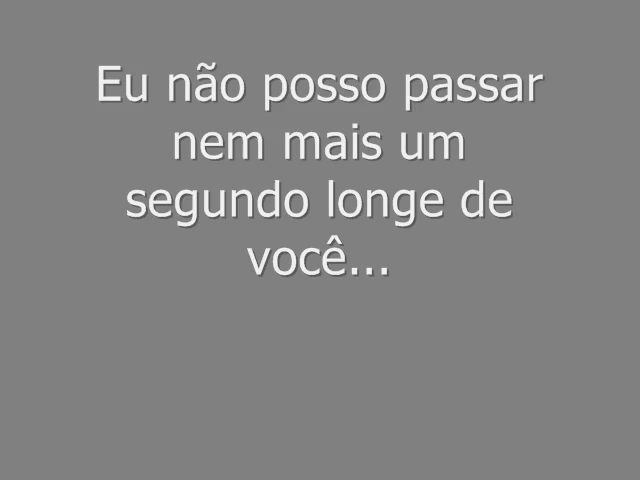 Eu não posso passar
nem mais um
segundo longe de
você...